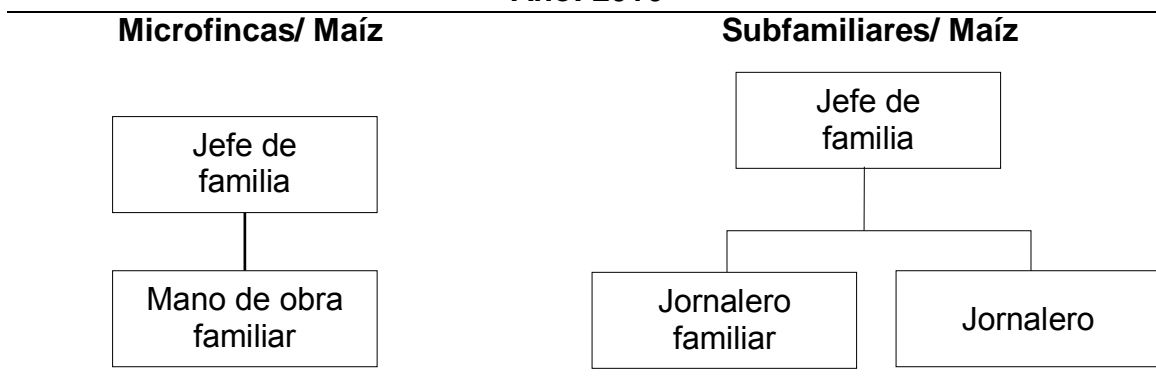 Microfincas/ Maíz
Subfamiliares/ Maíz
Jefe de
familia
Mano de obra
familiar
Jefe de
familia
Jornalero
familiar
Jornalero